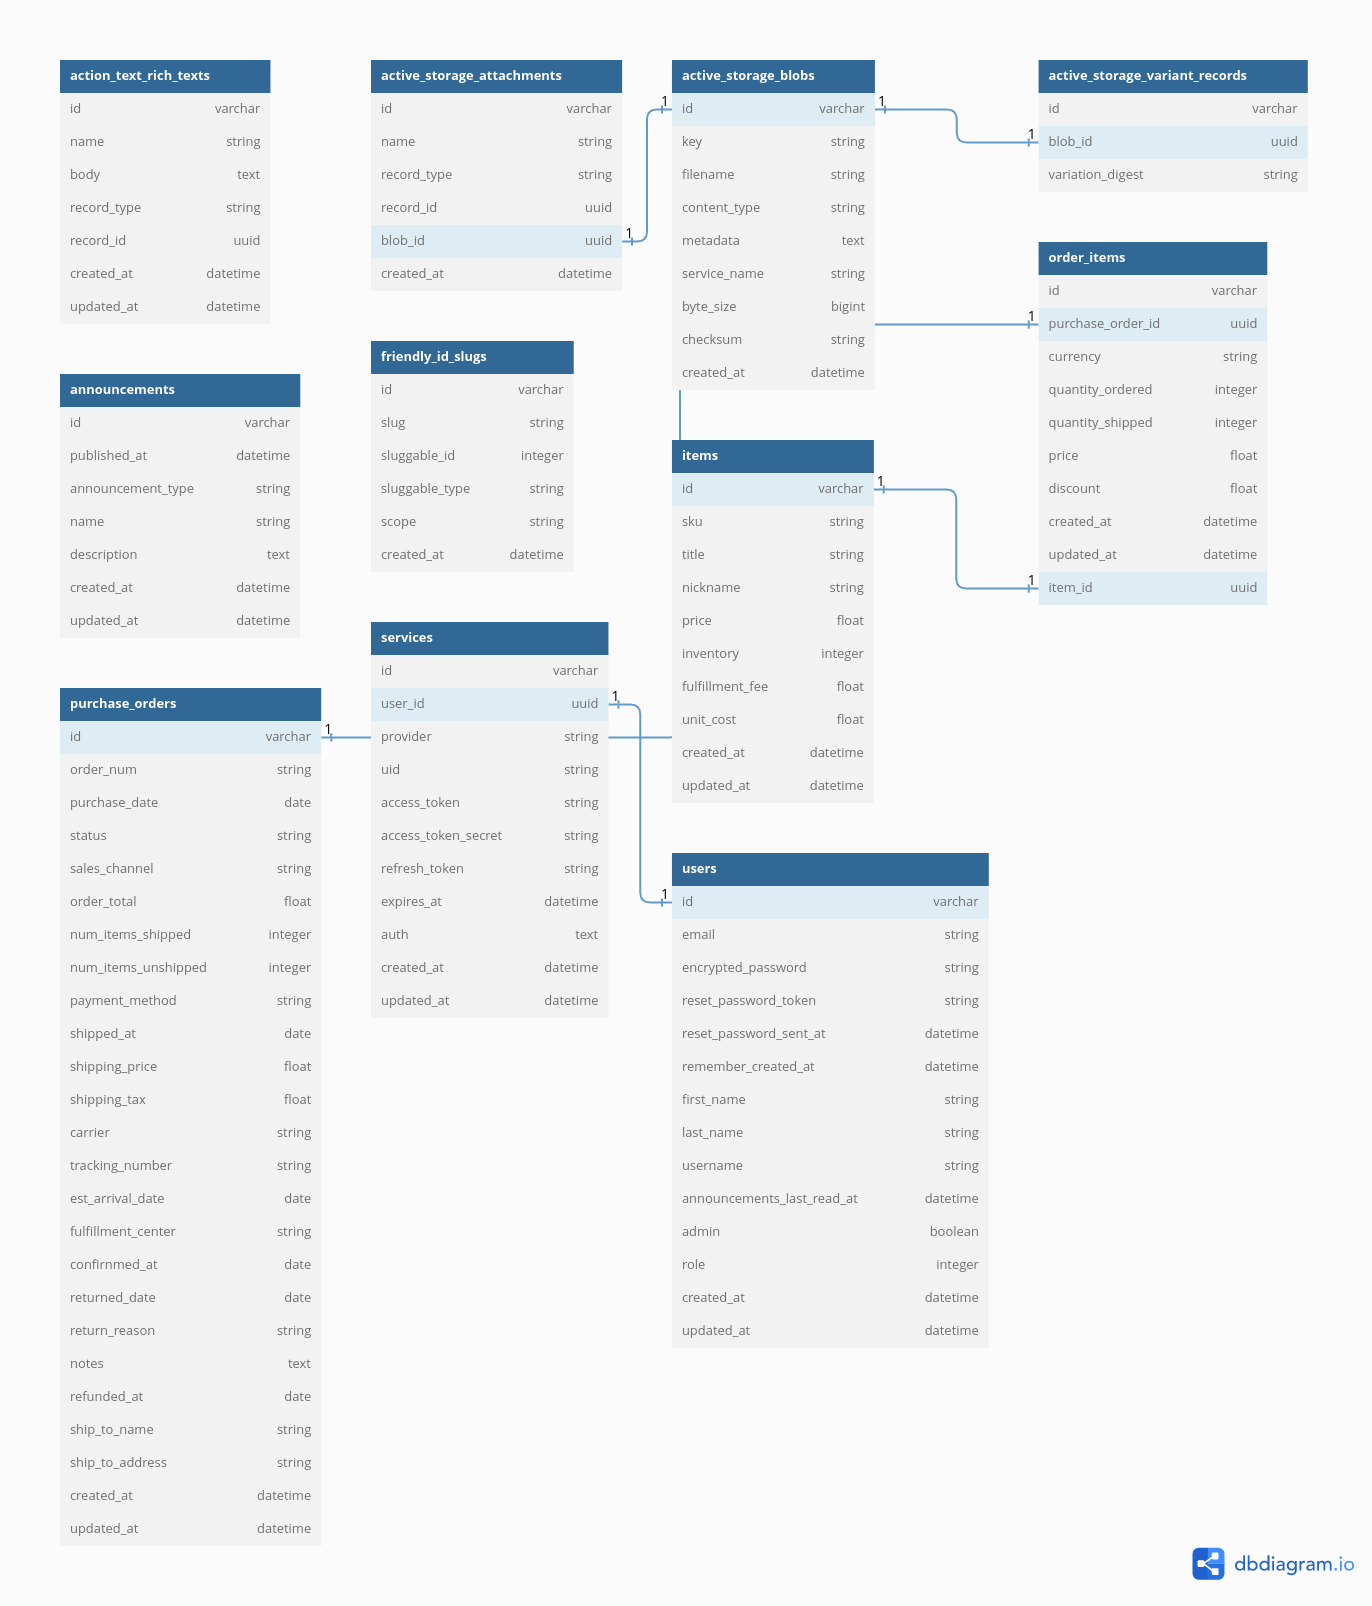 action_text_rich_texts
id varchar
name string
body text
record_type string
record_id uuid
created_at datetime
updated_at datetime
active_storage_attachments
id varchar
name string
record_type string
record_id uuid
blob_id uuid
created_at datetime
1
1
active_storage_blobs
id varchar
key string
filename string
content_type string
metadata text
service_name string
byte_size bigint
checksum string
created_at datetime
1
1
active_storage_variant_records
id varchar
blob_id uuid
variation_digest string
order_items
id varchar
1
purchase_order_id uuid
currency string
quantity_ordered integer
quantity_shipped integer
price float
discount float
created_at datetime
updated_at datetime
1
item_id uuid
announcements
id varchar
published_at datetime
announcement_type string
name string
description text
created_at datetime
updated_at datetime
friendly_id_slugs
id varchar
slug string
sluggable_id integer
sluggable_type string
scope string
created_at datetime
items
id varchar
1
sku string
title string
nickname string
price float
inventory integer
fulfillment_fee float
unit_cost float
created_at datetime
updated_at datetime
services
id varchar
user_id uuid
1
provider string
uid string
access_token string
access_token_secret string
refresh_token string
expires_at datetime
auth text
created_at datetime
updated_at datetime
purchase_orders
id varchar
1
order_num string
purchase_date date
status string
sales_channel string
order_total float
num_items_shipped integer
num_items_unshipped integer
payment_method string
shipped_at date
shipping_price float
shipping_tax float
carrier string
tracking_number string
est_arrival_date date
fulfillment_center string
confirnmed_at date
returned_date date
return_reason string
notes text
refunded_at date
ship_to_name string
ship_to_address string
created_at datetime
updated_at datetime
users
1
id varchar
email string
encrypted_password string
reset_password_token string
reset_password_sent_at datetime
remember_created_at datetime
first_name string
last_name string
username string
announcements_last_read_at datetime
admin boolean
role integer
created_at datetime
updated_at datetime
dbdiagram.io